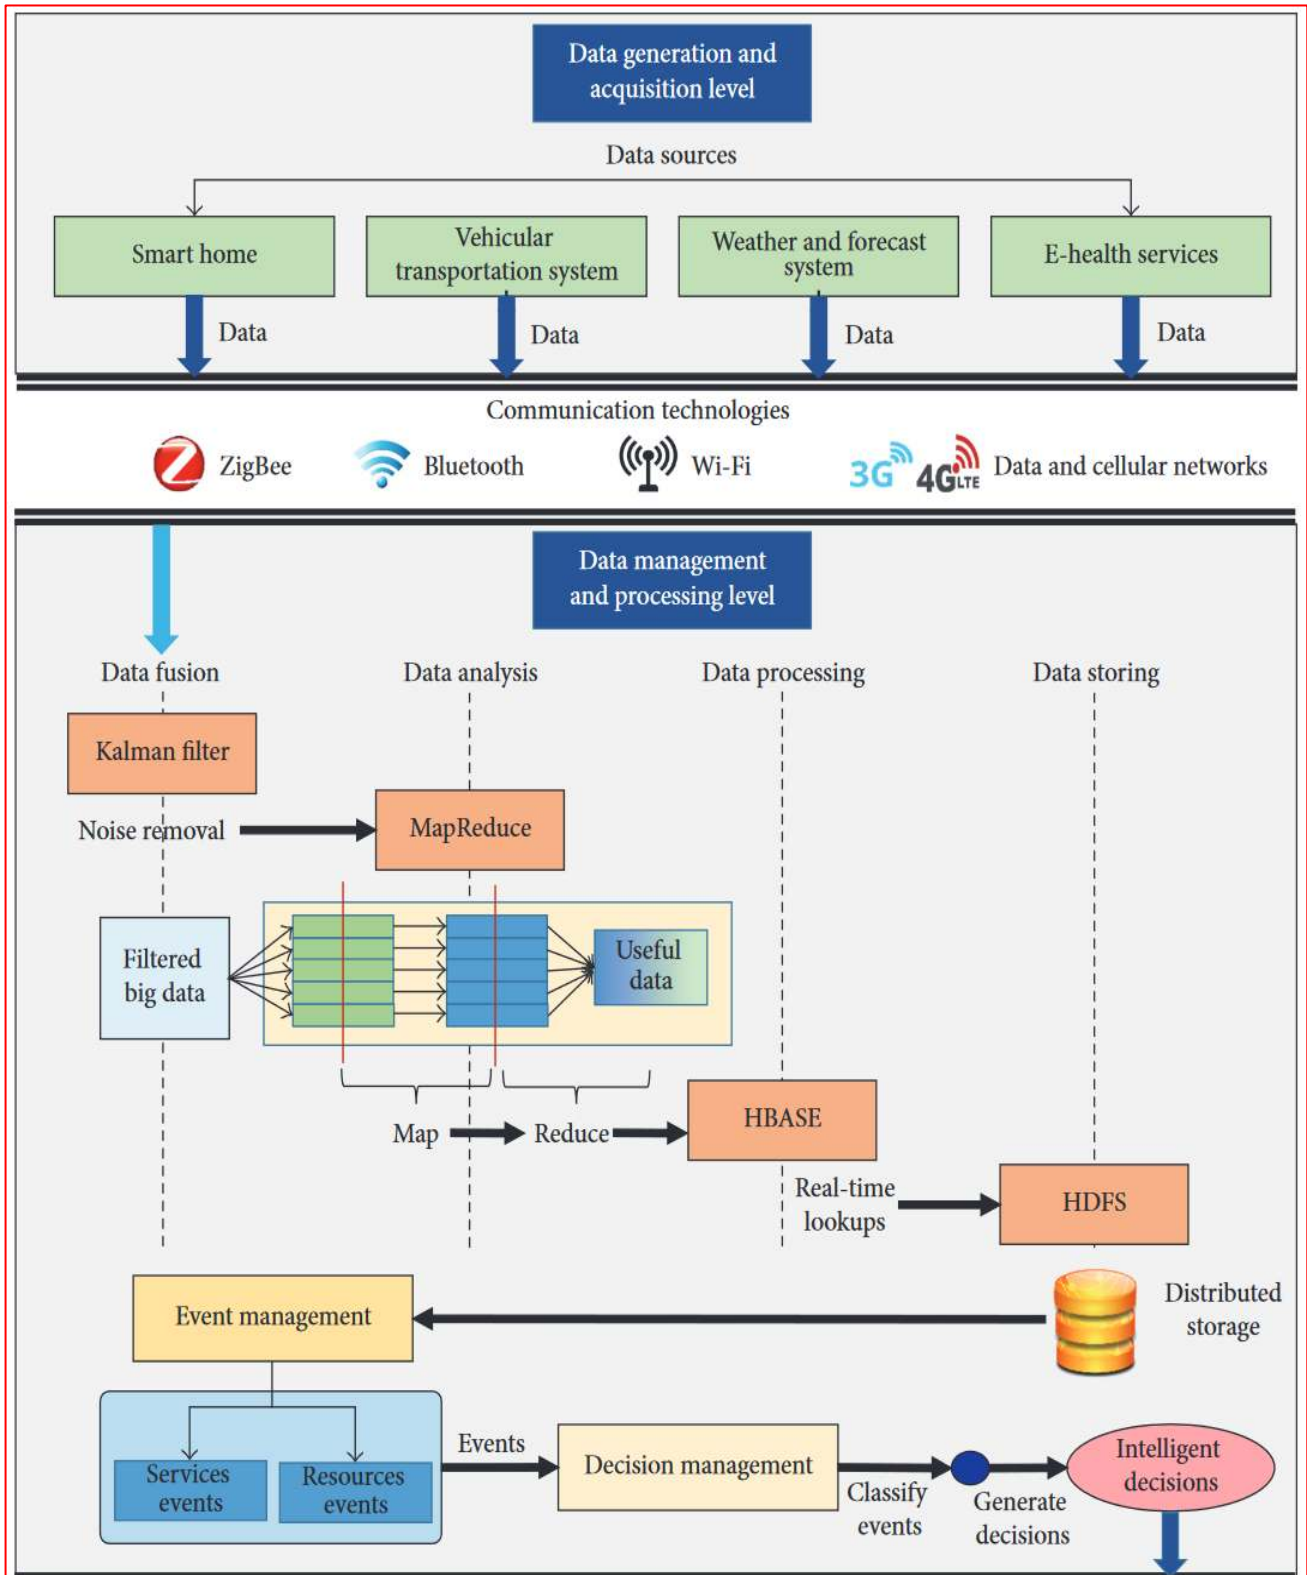 Data generation and
acquisition level
Data sources
Smart home
Vehicular
transportation system
Weather and forecast
system
E-health services
Data
Data
Data
Data
Communication technologies
Z
ZigBee
Bluetooth
Wi-Fi
3G
4G LTE
Data and cellular networks
Data management
and processing level
Data fusion
Data analysis
Data processing
Data storing
Kalman filter
Noise removal
MapReduce
Filtered
big data
Useful
data
Map
Reduce
HBASE
Real-time
lookups
HDFS
Event management
Distributed
storage
Services
events
Resources
events
Events
Decision management
Classify
events
Generate
decisions
Intelligent
decisions